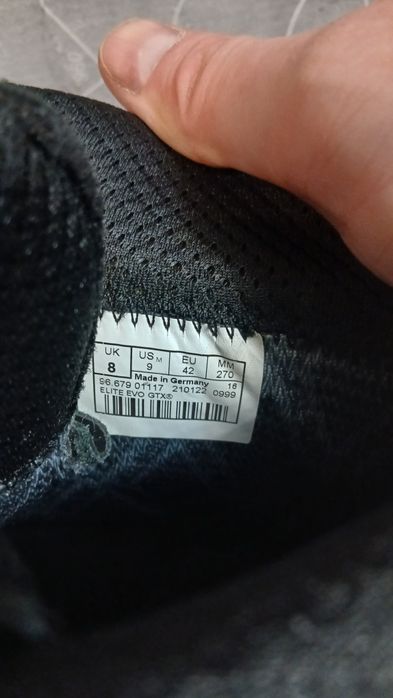 UK US M EU MM
8 9 42 270
Made in Germany 16
96.679 01117 210122 0999
ELITE EVO GTX®